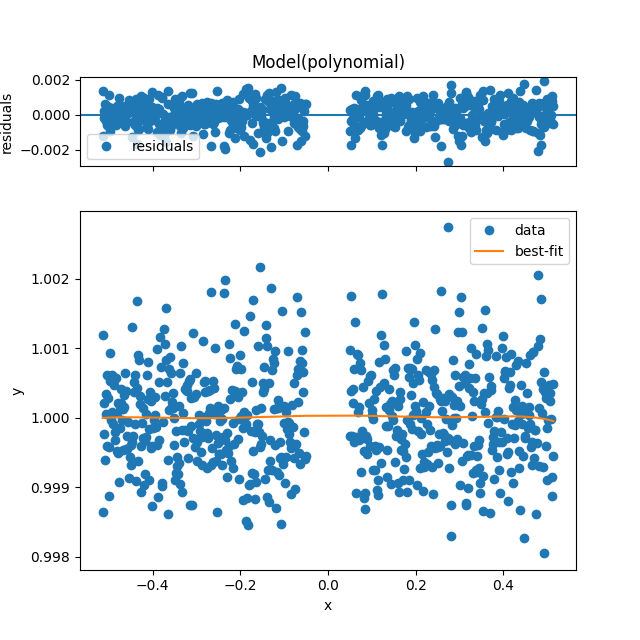 Model(polynomial)
0.002
0.000
−0.002
residuals
residuals
data
best-fit
1.002
1.001
1.000
0.999
0.998
y
−0.4
−0.2
0.0
0.2
0.4
x